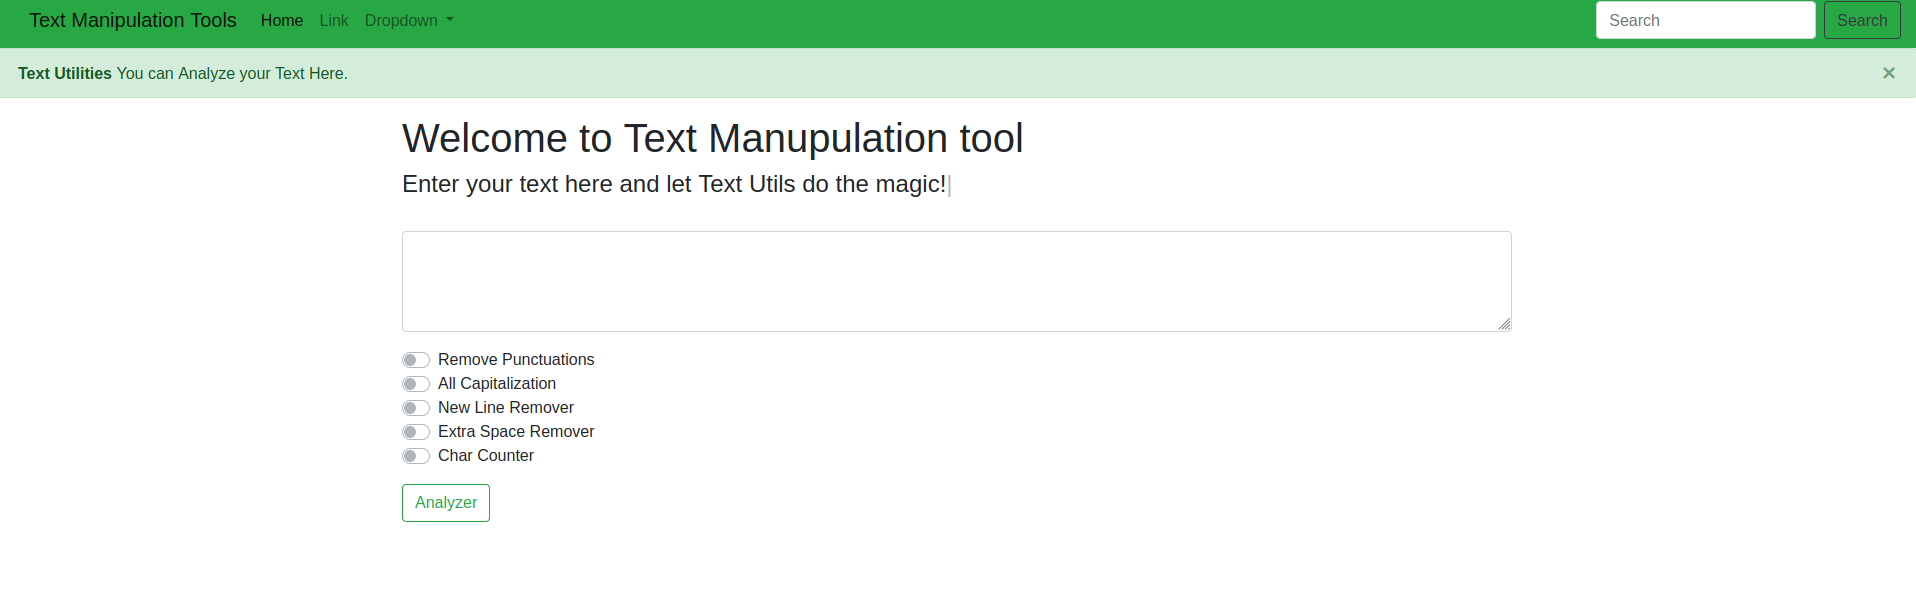 Text Manipulation Tools Home Link Dropdown Search Search
Text Utilities You can Analyze your Text Here. ×
Welcome to Text Manupulation tool
Enter your text here and let Text Utils do the magic!|
Remove Punctuations
All Capitalization
New Line Remover
Extra Space Remover
Char Counter
Analyzer